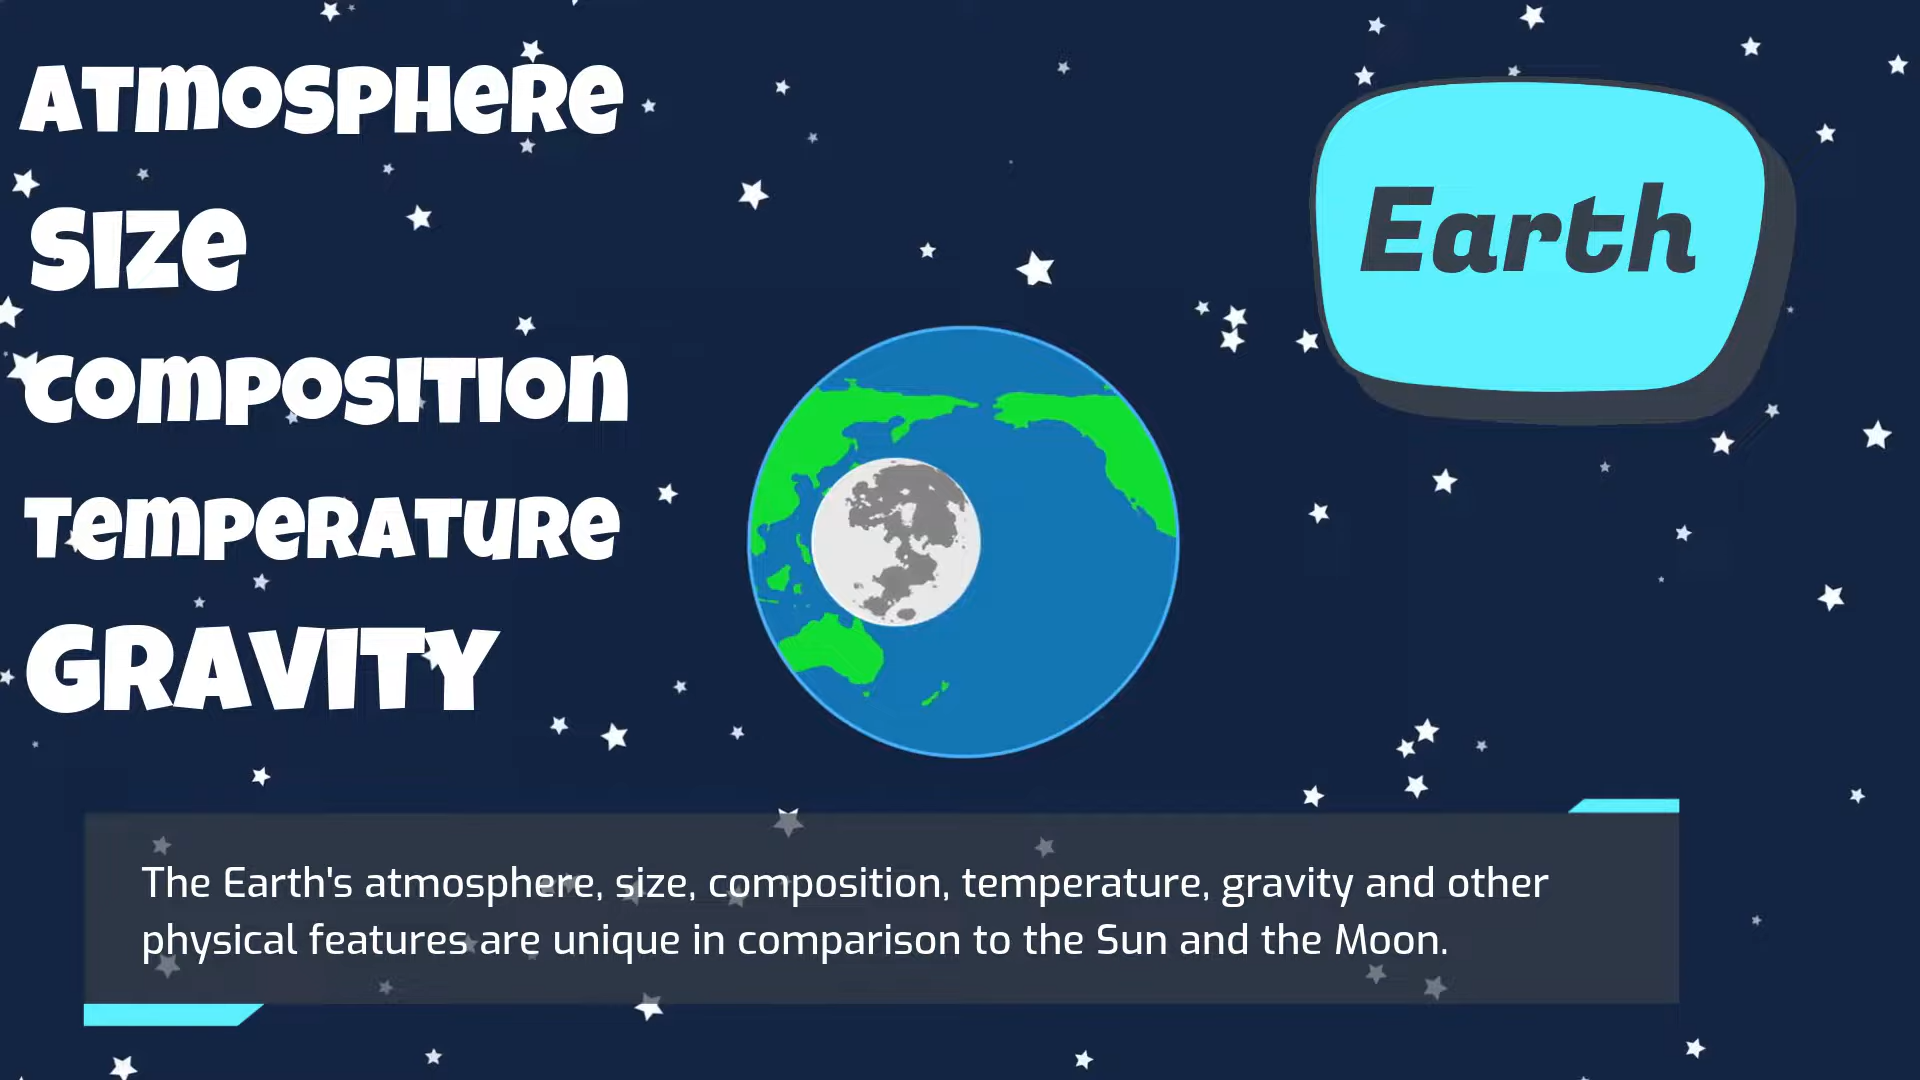 ATMOSPHERE
SIZE
COMPOSITION
TEMPERATURE
GRAVITY
Earth
The Earth's atmosphere, size, composition, temperature, gravity and other
physical features are unique in comparison to the Sun and the Moon.